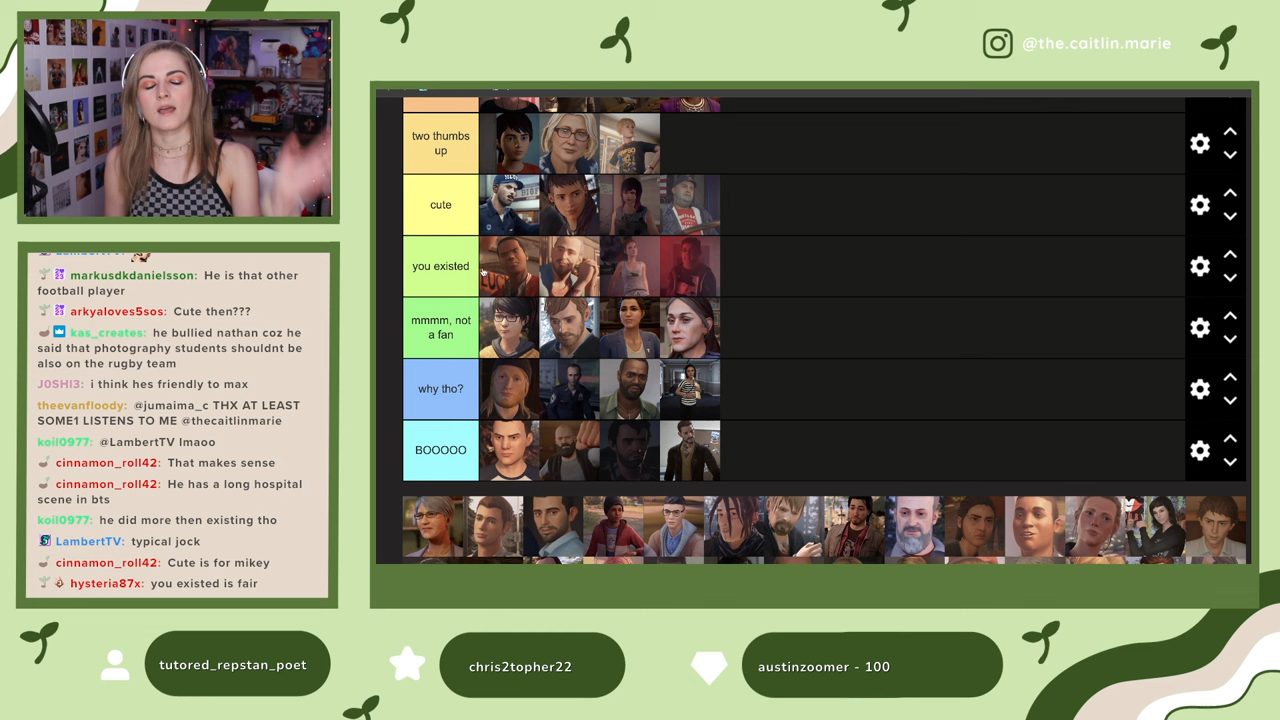 @the.caitlin.marie
two thumbs
up
cute
you existed
mmmm, not
a fan
why tho?
BOOOOO
markusdkdanielsson: He is that other
football player
arkyaloves5sos: Cute then???
kas_creates: he bullied nathan coz he
said that photography students shouldnt be
also on the rugby team
J0SHI3: i think hes friendly to max
theevanfloody: @jumaima_c THX AT LEAST
SOME1 LISTENS TO ME @thecaitlinmarie
koil0977: @LambertTV lmaoo
cinnamon_roll42: That makes sense
cinnamon_roll42: He has a long hospital
scene in bts
koil0977: he did more then existing tho
LambertTV: typical jock
cinnamon_roll42: Cute is for mikey
hysteria87x: you existed is fair
tutored_repstan_poet
chris2topher22
austinzoomer - 100